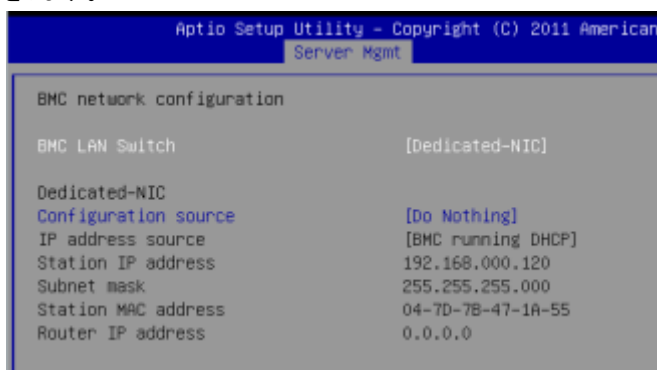 Aptio Setup Utility – Copyright (C) 2011 American
Server Mgmt
BMC network configuration
BMC LAN Switch [Dedicated-NIC]
Dedicated-NIC
Configuration source [Do Nothing]
IP address source [BMC running DHCP]
Station IP address 192.168.000.120
Subnet mask 255.255.255.000
Station MAC address 04-7D-7B-47-1A-55
Router IP address 0.0.0.0